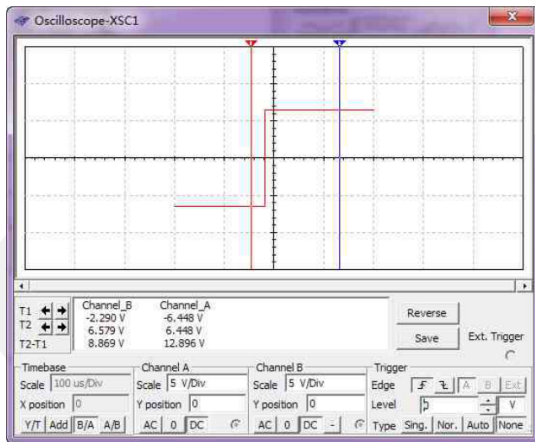 Oscilloscope-XSC1
T1
T2
T2-T1
Channel_B Channel_A
-2.290 V -6.448 V
6.579 V 6.448 V
8.869 V 12.896 V
Reverse
Save
Ext. Trigger
Timebase
Scale 100 us/Div
X position 0
Y/T Add B/A A/B
Channel A
Scale 5 V/Div
Y position 0
AC 0 DC
Channel B
Scale 5 V/Div
Y position 0
AC 0 DC -
Trigger
Edge A B Ext
Level V
Type Sing. Nor. Auto None